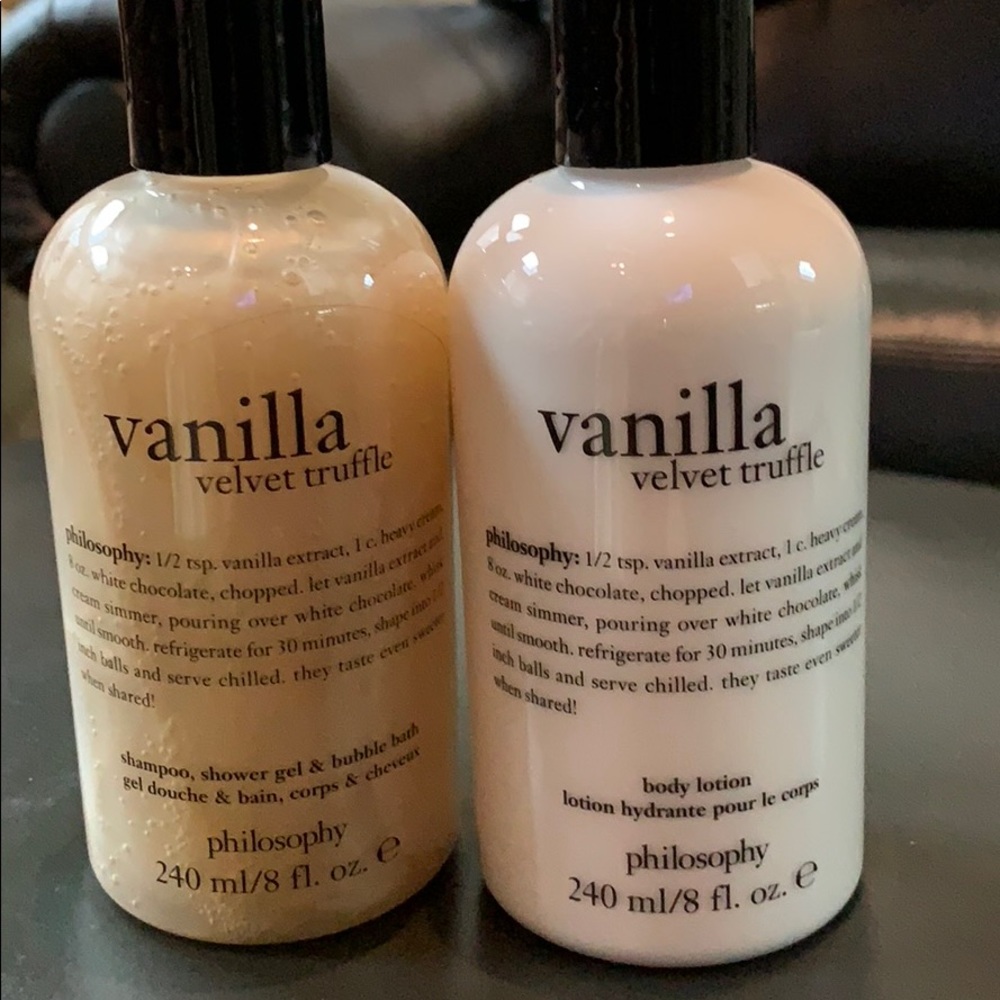 vanilla
velvet truffle
philosophy: 1/2 tsp. vanilla extract, 1 c. heavy cream,
8 oz. white chocolate, chopped. let vanilla extract and
cream simmer, pouring over white chocolate. whisk
until smooth. refrigerate for 30 minutes, shape into 1/2
inch balls and serve chilled. they taste even sweeter
when shared!
shampoo, shower gel & bubble bath
gel douche & bain, corps & cheveux
philosophy
240 ml/8 fl. oz. e
vanilla
velvet truffle
philosophy: 1/2 tsp. vanilla extract, 1 c. heavy cream,
8 oz. white chocolate, chopped. let vanilla extract and
cream simmer, pouring over white chocolate. whisk
until smooth. refrigerate for 30 minutes, shape into 1/2
inch balls and serve chilled. they taste even sweeter
when shared!
body lotion
lotion hydrante pour le corps
philosophy
240 ml/8 fl. oz. e